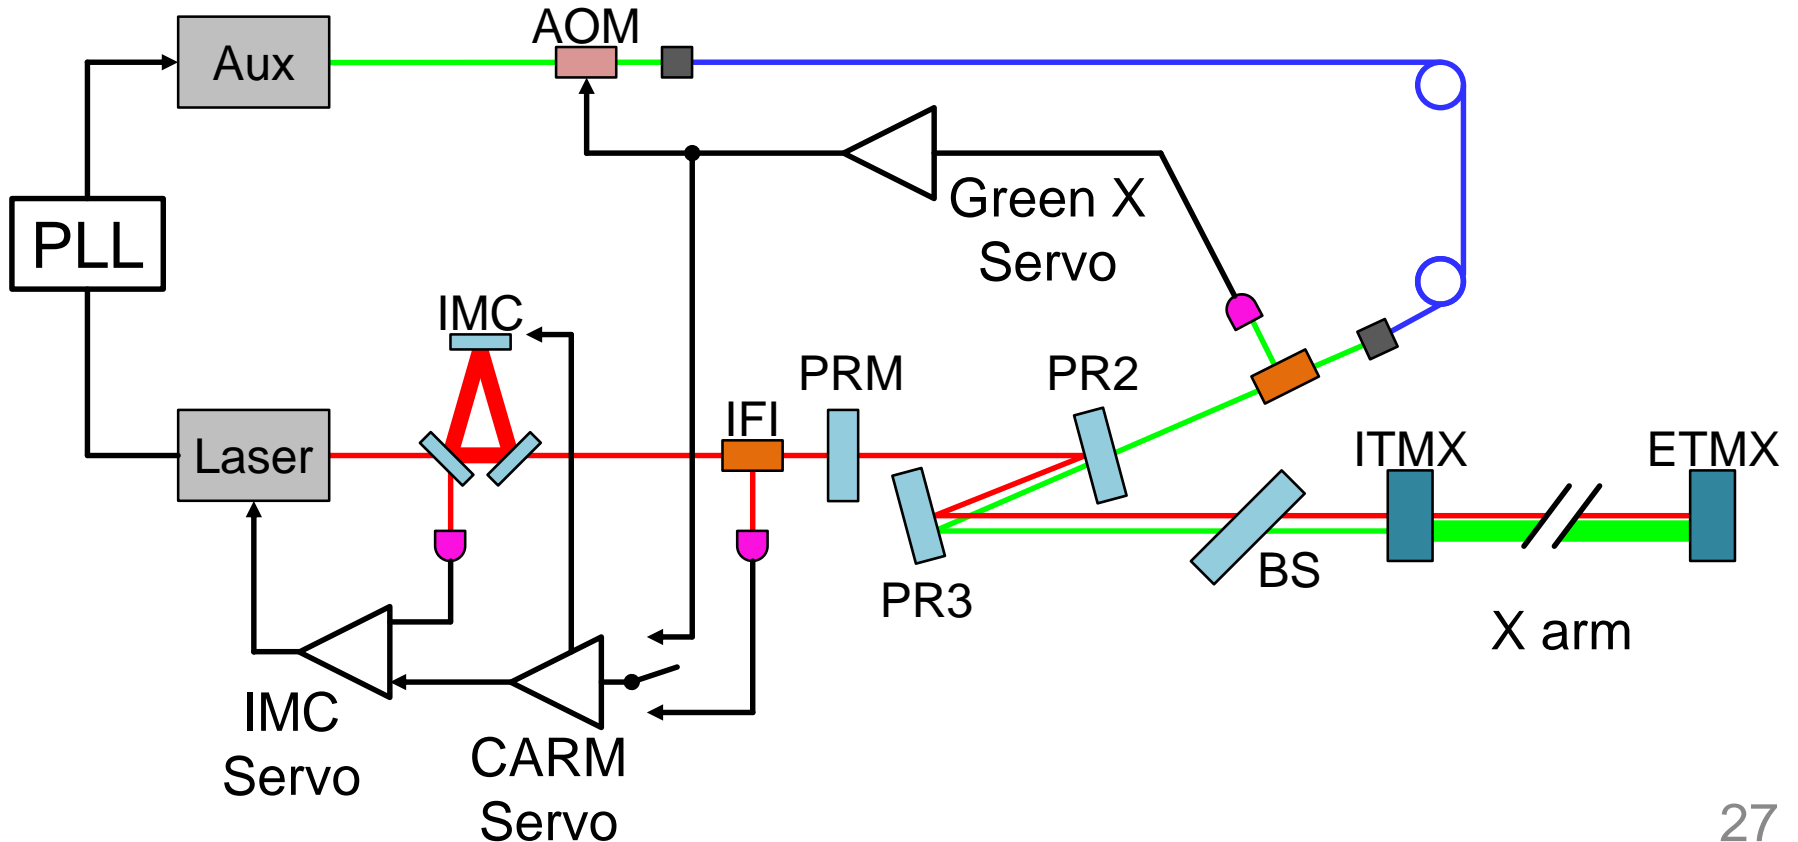 AOM
Aux
Green X
Servo
PLL
IMC
PRM
PR2
IFI
Laser
ITMX
ETMX
BS
PR3
X arm
IMC
Servo
CARM
Servo
27